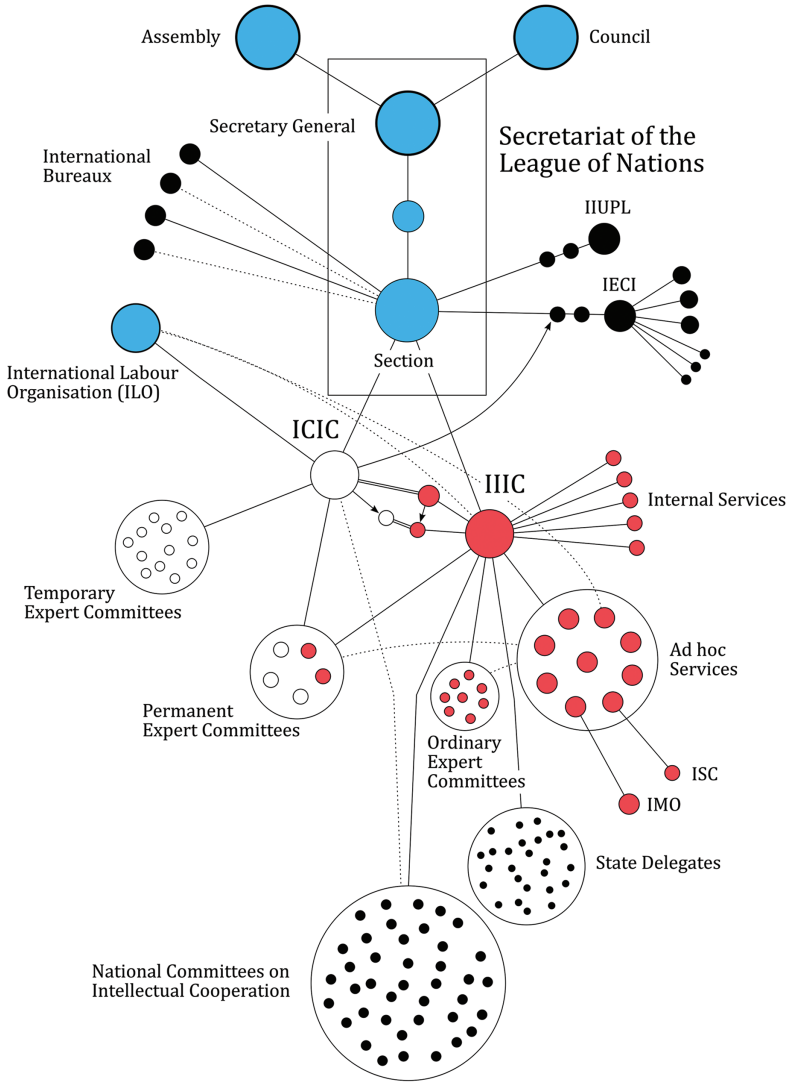 Assembly
Council
Secretary General
Secretariat of the
League of Nations
International
Bureaux
IIUPL
IECI
Section
International Labour
Organisation (ILO)
ICIC
IIIC
Internal Services
Temporary
Expert Committees
Ad hoc
Services
Permanent
Expert Committees
Ordinary
Expert
Committees
ISC
IMO
State Delegates
National Committees on
Intellectual Cooperation